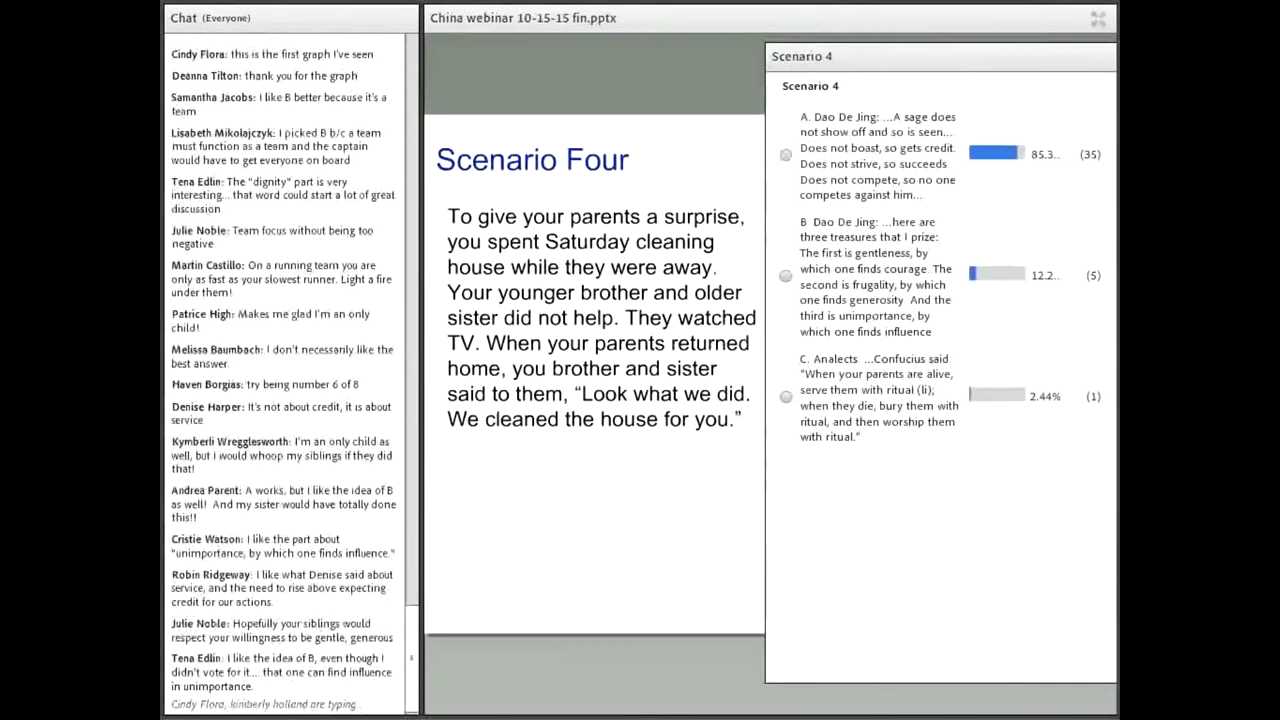 Chat (Everyone)
Cindy Flora: this is the first graph I've seen
Deanna Tilton: thank you for the graph
Samantha Jacobs: I like B better because it's a
team
Lisabeth Mikolajczyk: I picked B b/c a team
must function as a team and the captain
would have to get everyone on board
Tena Edlin: The "dignity" part is very
interesting... that word could start a lot of great
discussion
Julie Noble: Team focus without being too
negative
Martin Castillo: On a running team you are
only as fast as your slowest runner. Light a fire
under them!
Patrice High: Makes me glad I'm an only
child!
Melissa Baumbach: I don't necessarily like the
best answer
Haven Borgias: try being number 6 of 8
Denise Harper: It's not about credit, it is about
service
Kymberli Wregglesworth: I'm an only child as
well, but I would whoop my siblings if they did
that!
Andrea Parent: A works, but I like the idea of B
as well! And my sister would have totally done
this!!
Cristie Watson: I like the part about
"unimportance, by which one finds influence."
Robin Ridgeway: I like what Denise said about
service, and the need to rise above expecting
credit for our actions.
Julie Noble: Hopefully your siblings would
respect your willingness to be gentle, generous
Tena Edlin: I like the idea of B, even though I
didn't vote for it.... that one can find influence
in unimportance.
Cindy Flora, kimberly holland are typing..
China webinar 10-15-15 fin.pptx
Scenario Four
To give your parents a surprise,
you spent Saturday cleaning
house while they were away.
Your younger brother and older
sister did not help. They watched
TV. When your parents returned
home, you brother and sister
said to them, "Look what we did.
We cleaned the house for you."
Scenario 4
Scenario 4
A. Dao De Jing: ...A sage does
not show off and so is seen...
Does not boast, so gets credit.
Does not strive, so succeeds
Does not compete, so no one
competes against him...
85.3... (35)
B Dao De Jing: ...here are
three treasures that I prize:
The first is gentleness, by
which one finds courage. The
second is frugality, by which
one finds generosity And the
third is unimportance, by
which one finds influence
12.2... (5)
C. Analects ...Confucius said:
"When your parents are alive,
serve them with ritual (li);
when they die, bury them with
ritual, and then worship them
with ritual."
2.44% (1)